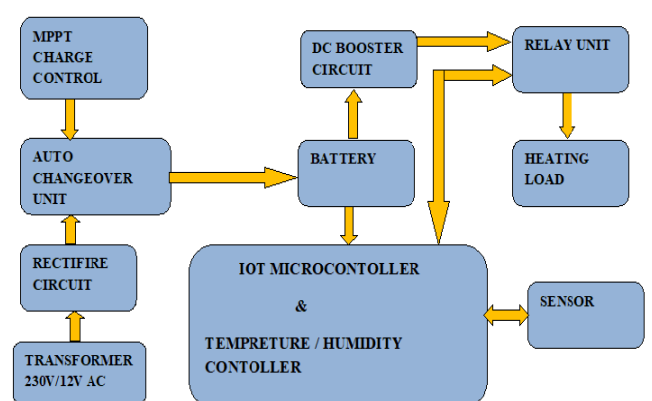 MPPT
CHARGE
CONTROL
DC BOOSTER
CIRCUIT
RELAY UNIT
AUTO
CHANGEOVER
UNIT
BATTERY
HEATING
LOAD
RECTIFIRE
CIRCUIT
IOT MICROCONTOLLER
&
TEMPRETURE / HUMIDITY
CONTOLLER
SENSOR
TRANSFORMER
230V/12V AC